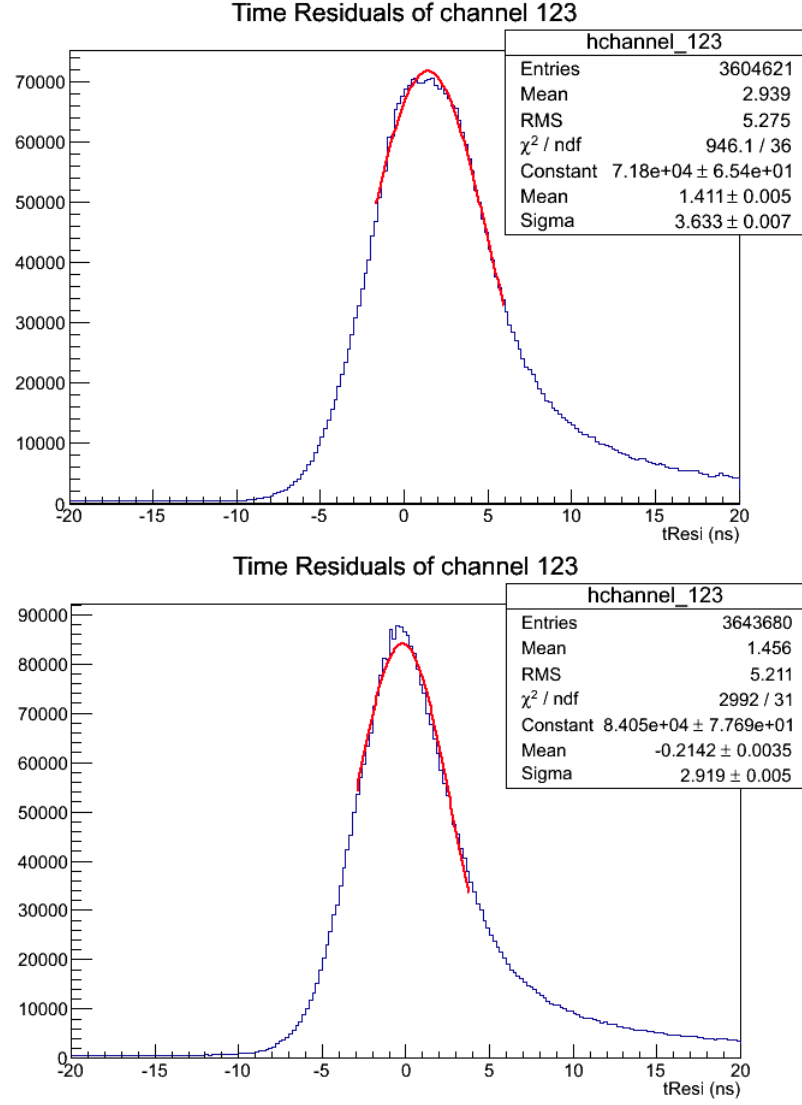 Time Residuals of channel 123
hchannel_123
Entries 3604621
Mean 2.939
RMS 5.275
χ² / ndf 946.1 / 36
Constant 7.18e+04 ± 6.54e+01
Mean 1.411 ± 0.005
Sigma 3.633 ± 0.007
70000
60000
50000
40000
30000
20000
10000
0
-20 -15 -10 -5 0 5 10 15 20
tResi (ns)
Time Residuals of channel 123
hchannel_123
Entries 3643680
Mean 1.456
RMS 5.211
χ² / ndf 2992 / 31
Constant 8.405e+04 ± 7.769e+01
Mean -0.2142 ± 0.0035
Sigma 2.919 ± 0.005
90000
80000
70000
60000
50000
40000
30000
20000
10000
0
-20 -15 -10 -5 0 5 10 15 20
tResi (ns)